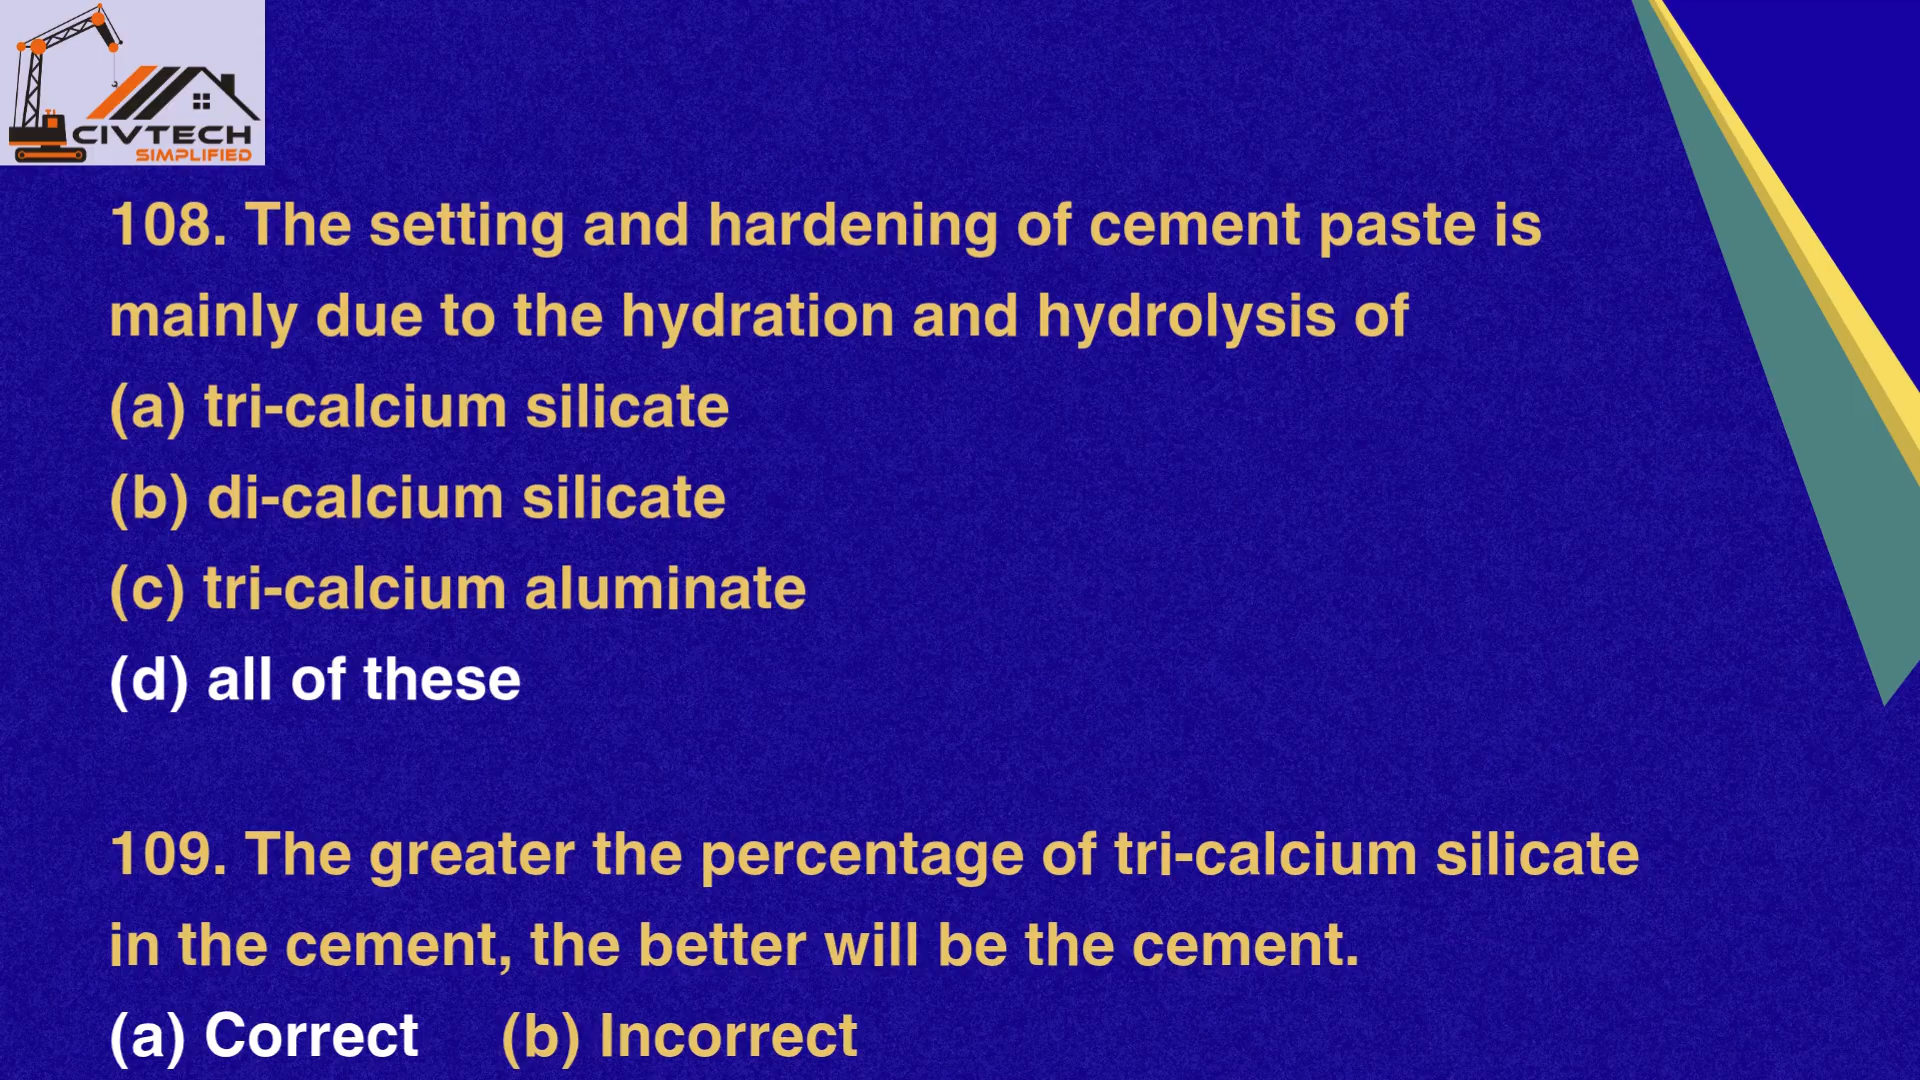 CIVTECH
SIMPLIFIED
108. The setting and hardening of cement paste is
mainly due to the hydration and hydrolysis of
(a) tri-calcium silicate
(b) di-calcium silicate
(c) tri-calcium aluminate
(d) all of these
109. The greater the percentage of tri-calcium silicate
in the cement, the better will be the cement.
(a) Correct (b) Incorrect